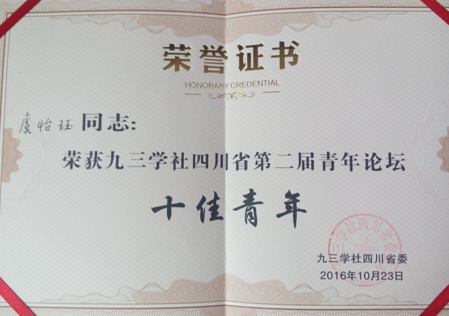 荣誉证书
HONORARY CREDENTIAL
虞怡珏同志:
荣获九三学社四川省第二届青年论坛
十佳青年
九三学社四川省委
2016年10月23日